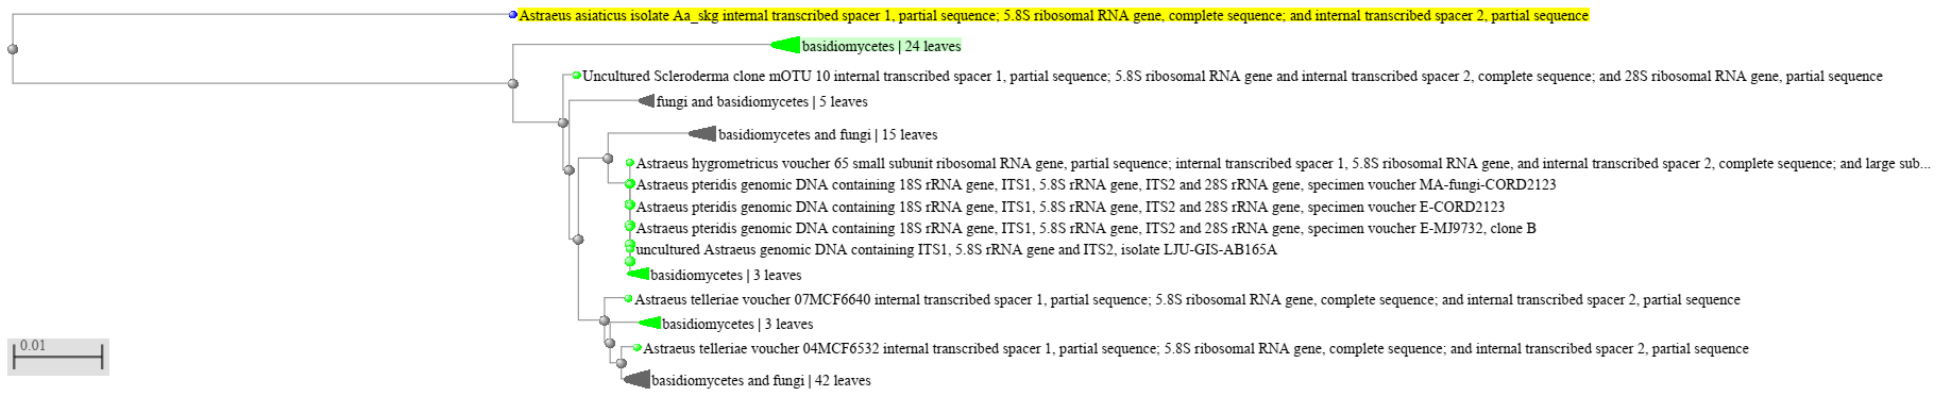 Astraeus asiaticus isolate Aa_skg internal transcribed spacer 1, partial sequence; 5.8S ribosomal RNA gene, complete sequence; and internal transcribed spacer 2, partial sequence
basidiomycetes | 24 leaves
Uncultured Scleroderma clone mOTU 10 internal transcribed spacer 1, partial sequence; 5.8S ribosomal RNA gene and internal transcribed spacer 2, complete sequence; and 28S ribosomal RNA gene, partial sequence
fungi and basidiomycetes | 5 leaves
basidiomycetes and fungi | 15 leaves
Astraeus hygrometricus voucher 65 small subunit ribosomal RNA gene, partial sequence; internal transcribed spacer 1, 5.8S ribosomal RNA gene, and internal transcribed spacer 2, complete sequence; and large sub...
Astraeus pteridis genomic DNA containing 18S rRNA gene, ITS1, 5.8S rRNA gene, ITS2 and 28S rRNA gene, specimen voucher MA-fungi-CORD2123
Astraeus pteridis genomic DNA containing 18S rRNA gene, ITS1, 5.8S rRNA gene, ITS2 and 28S rRNA gene, specimen voucher E-CORD2123
Astraeus pteridis genomic DNA containing 18S rRNA gene, ITS1, 5.8S rRNA gene, ITS2 and 28S rRNA gene, specimen voucher E-MJ9732, clone B
uncultured Astraeus genomic DNA containing ITS1, 5.8S rRNA gene and ITS2, isolate LJU-GIS-AB165A
basidiomycetes | 3 leaves
Astraeus telleriae voucher 07MCF6640 internal transcribed spacer 1, partial sequence; 5.8S ribosomal RNA gene, complete sequence; and internal transcribed spacer 2, partial sequence
basidiomycetes | 3 leaves
0.01
Astraeus telleriae voucher 04MCF6532 internal transcribed spacer 1, partial sequence; 5.8S ribosomal RNA gene, complete sequence; and internal transcribed spacer 2, partial sequence
basidiomycetes and fungi | 42 leaves